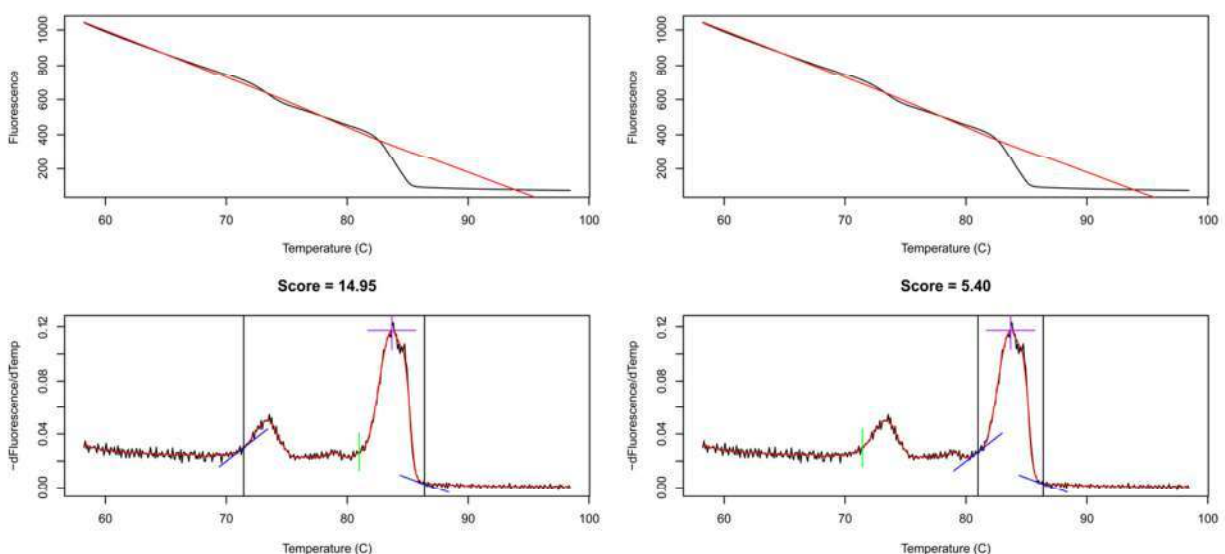 1000
800
600
400
200
Fluorescence
60 70 80 90 100
Temperature (C)
1000
800
600
400
200
Fluorescence
60 70 80 90 100
Temperature (C)
Score = 14.95
0.12
0.08
0.04
0.00
−dFluorescence/dTemp
60 70 80 90 100
Temperature (C)
Score = 5.40
0.12
0.08
0.04
0.00
−dFluorescence/dTemp
60 70 80 90 100
Temperature (C)